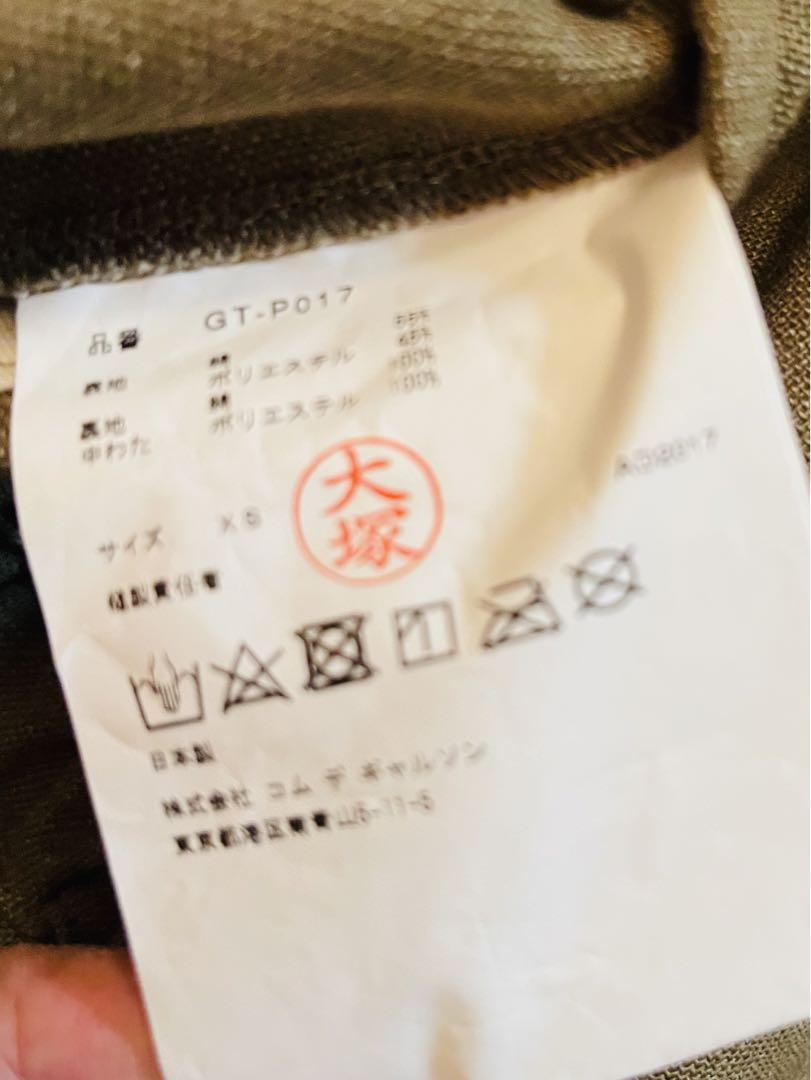 品番 GT-P017
表地 綿
ポリエステル
裏地 綿 100%
中わた ポリエステル 100%
サイズ XS
大塚
縫製責任者
日本製
株式会社 コム デ ギャルソン
東京都港区南青山5-11-5